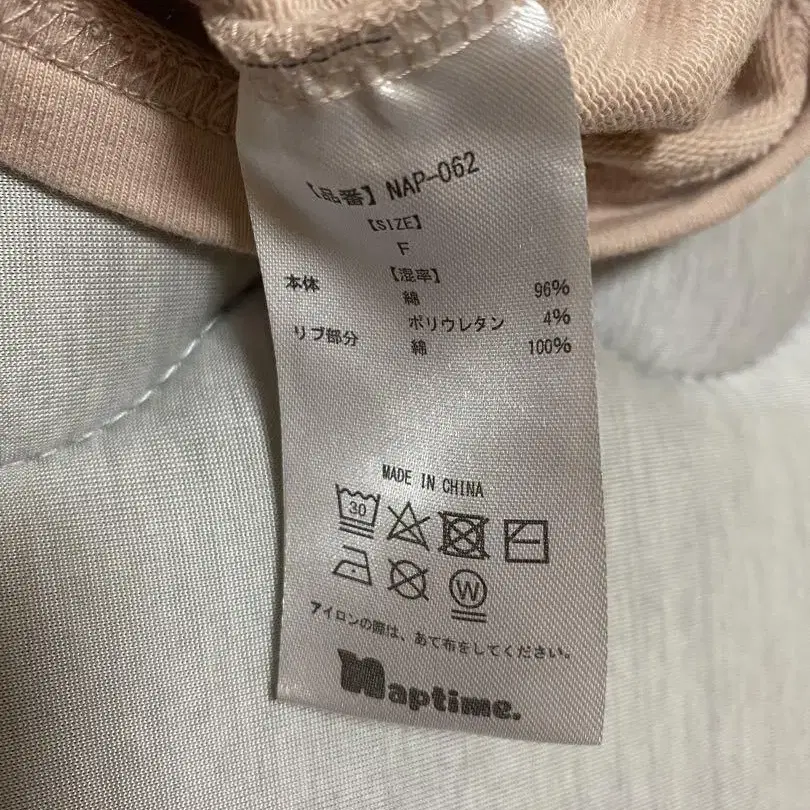 【品番】NAP-062
【SIZE】
F
本体 【混率】
綿 96%
ポリウレタン 4%
リブ部分 綿 100%
MADE IN CHINA
30
W
アイロンの際は、あて布をしてください。
Naptime.